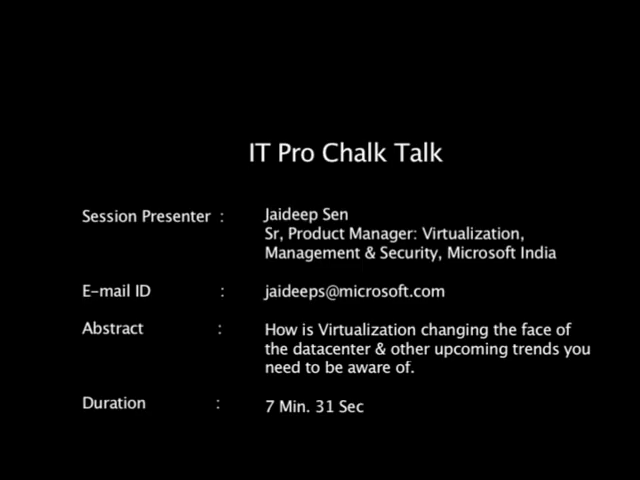 IT Pro Chalk Talk
Session Presenter : Jaideep Sen
Sr, Product Manager: Virtualization,
Management & Security, Microsoft India
E-mail ID : jaideeps@microsoft.com
Abstract : How is Virtualization changing the face of
the datacenter & other upcoming trends you
need to be aware of.
Duration : 7 Min. 31 Sec